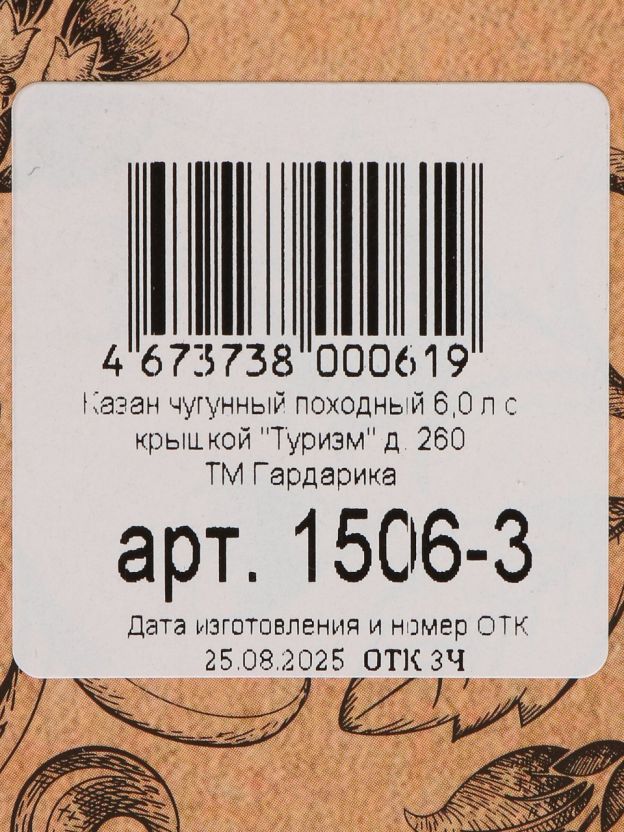 4 673738 000619
Казан чугунный походный 6,0 л с
крышкой "Туризм" д. 260
ТМ Гардарика
арт. 1506-3
Дата изготовления и номер ОТК
25.08.2025 ОТК 3Ч